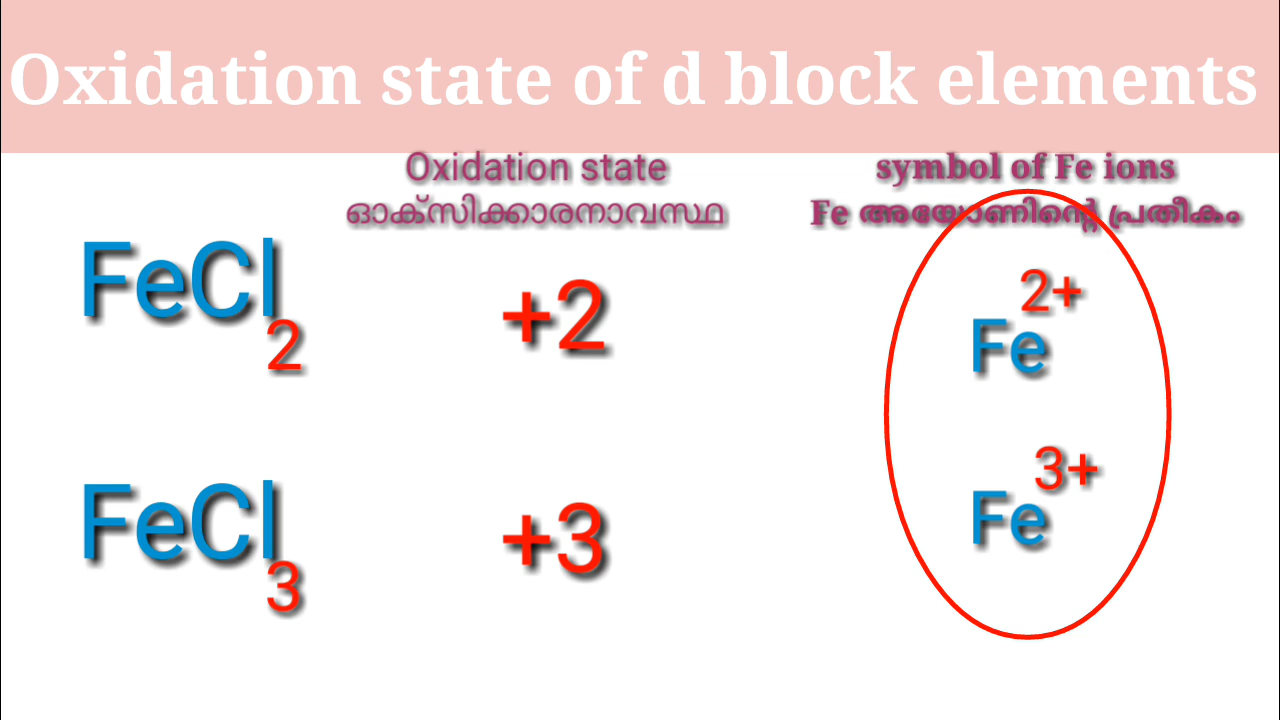 Oxidation state of d block elements
Oxidation state symbol of Fe ions
ഓക്സിക്കാരനാവസ്ഥ Fe അയോണിന്റെ പ്രതീകം
FeCl₂ +2 Fe²⁺
FeCl₃ +3 Fe³⁺